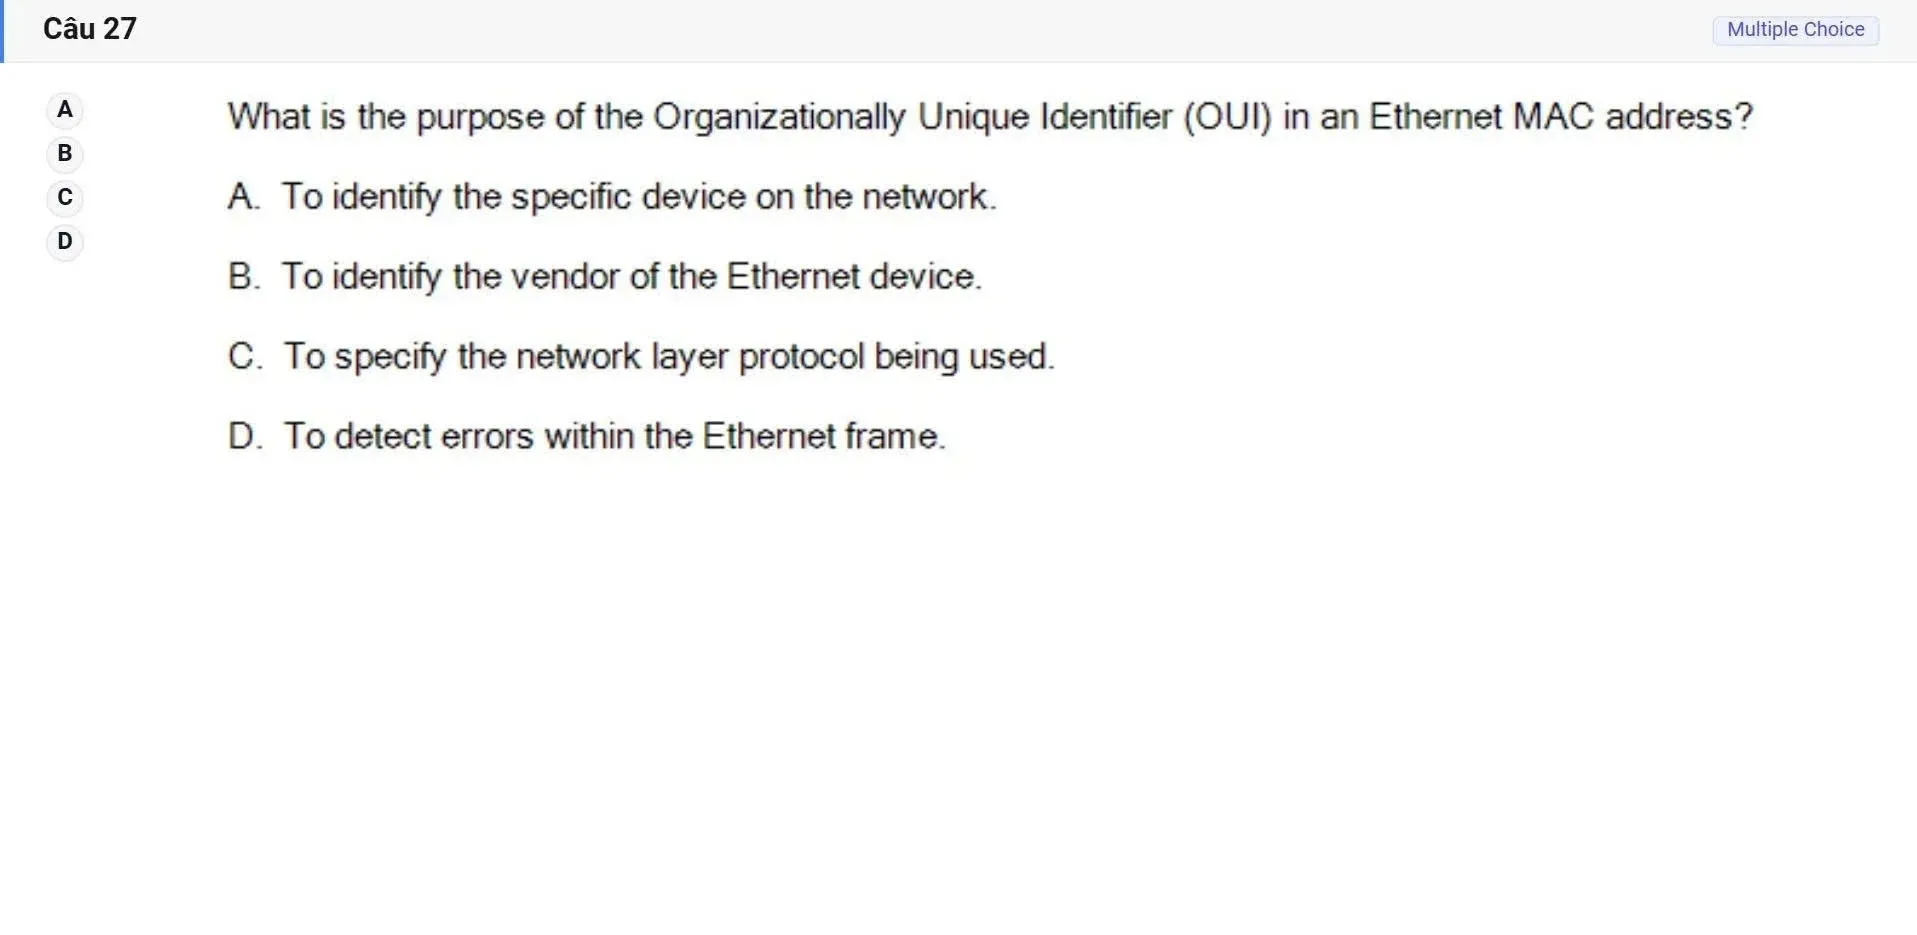 Câu 27
Multiple Choice
A
B
C
D
What is the purpose of the Organizationally Unique Identifier (OUI) in an Ethernet MAC address?
A. To identify the specific device on the network.
B. To identify the vendor of the Ethernet device.
C. To specify the network layer protocol being used.
D. To detect errors within the Ethernet frame.